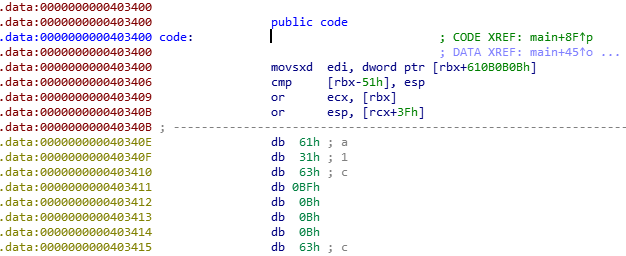 .data:0000000000403400
.data:0000000000403400 public code
.data:0000000000403400 code: ; CODE XREF: main+8F↑p
.data:0000000000403400 ; DATA XREF: main+45↑o ...
.data:0000000000403400 movsxd edi, dword ptr [rbx+610B0B0Bh]
.data:0000000000403406 cmp [rbx-51h], esp
.data:0000000000403409 or ecx, [rbx]
.data:000000000040340B or esp, [rcx+3Fh]
.data:000000000040340B ; ---------------------------------------------------------------------------
.data:000000000040340E db 61h ; a
.data:000000000040340F db 31h ; 1
.data:0000000000403410 db 63h ; c
.data:0000000000403411 db 0BFh
.data:0000000000403412 db 0Bh
.data:0000000000403413 db 0Bh
.data:0000000000403414 db 0Bh
.data:0000000000403415 db 63h ; c